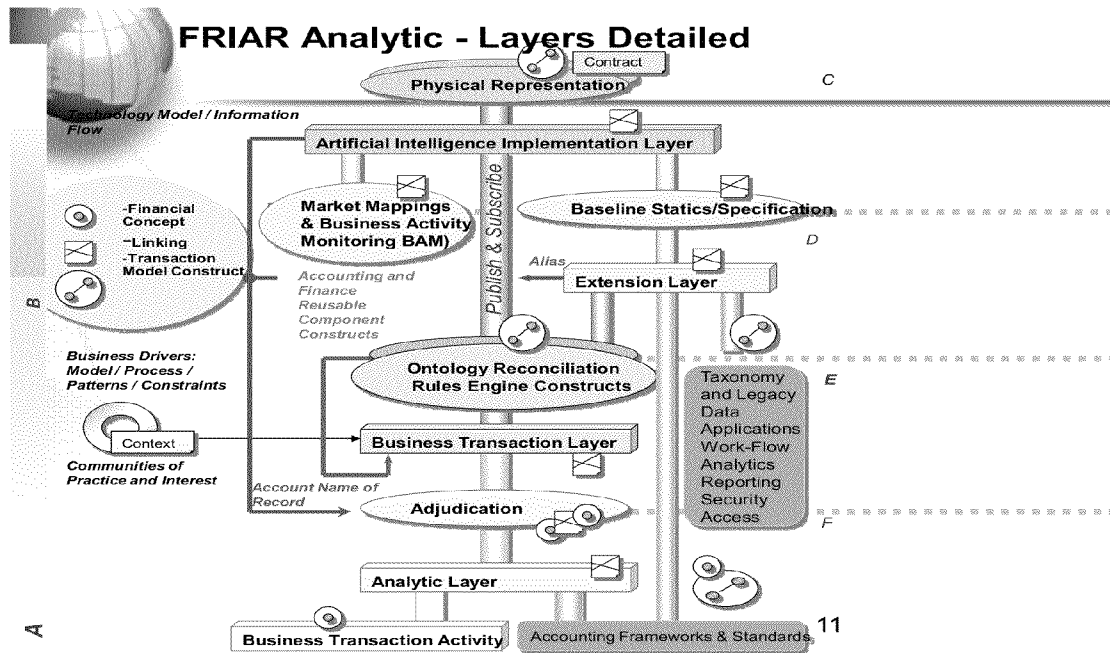 FRIAR Analytic - Layers Detailed
Contract
Physical Representation
C
Technology Model / Information
Flow
Artificial Intelligence Implementation Layer
Publish & Subscribe
-Financial
Concept
-Linking
-Transaction
Model Construct
Market Mappings
& Business Activity
Monitoring BAM)
Baseline Statics/Specification
D
Alias
Extension Layer
B
Accounting and
Finance
Reusable
Component
Constructs
Business Drivers:
Model / Process /
Patterns / Constraints
Ontology Reconciliation
Rules Engine Constructs
E
Taxonomy
and Legacy
Data
Applications
Work-Flow
Analytics
Reporting
Security
Access
Context
Business Transaction Layer
Communities of
Practice and Interest
Account Name of
Record
Adjudication
F
Analytic Layer
A
Business Transaction Activity
Accounting Frameworks & Standards
11